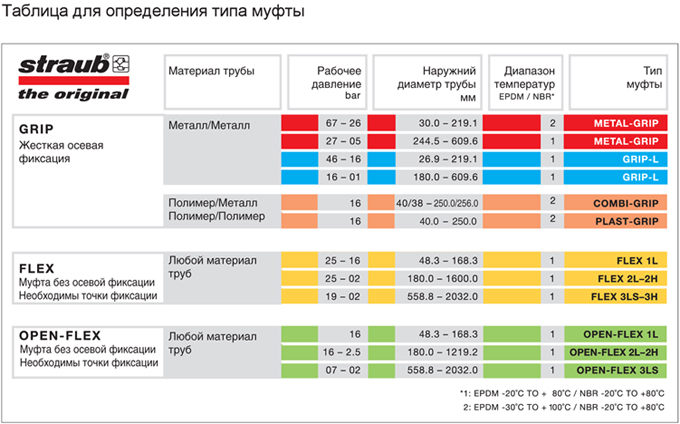 Таблица для определения типа муфты
straub®
the original
Материал трубы
Рабочее
давление
bar
Наружний
диаметр трубы
мм
Диапазон
температур
EPDM / NBR*
Тип
муфты
GRIP
Жесткая осевая
фиксация
Металл/Металл
67 – 26 30.0 – 219.1 2 METAL-GRIP
27 – 05 244.5 – 609.6 1 METAL-GRIP
46 – 16 26.9 – 219.1 1 GRIP-L
16 – 01 180.0 – 609.6 1 GRIP-L
Полимер/Металл
Полимер/Полимер
16 40/38 – 250.0/256.0 2 COMBI-GRIP
16 40.0 – 250.0 2 PLAST-GRIP
FLEX
Муфта без осевой фиксации
Необходимы точки фиксации
Любой материал
труб
25 – 16 48.3 – 168.3 1 FLEX 1L
25 – 02 180.0 – 1600.0 1 FLEX 2L–2H
19 – 02 558.8 – 2032.0 1 FLEX 3LS–3H
OPEN-FLEX
Муфта без осевой фиксации
Необходимы точки фиксации
Любой материал
труб
16 48.3 – 168.3 1 OPEN-FLEX 1L
16 – 2.5 180.0 – 1219.2 1 OPEN-FLEX 2L–2H
07 – 02 558.8 – 2032.0 1 OPEN-FLEX 3LS
*1: EPDM -20°C TO + 80°C / NBR -20°C TO +80°C
2: EPDM -30°C TO +100°C / NBR -20°C TO +80°C